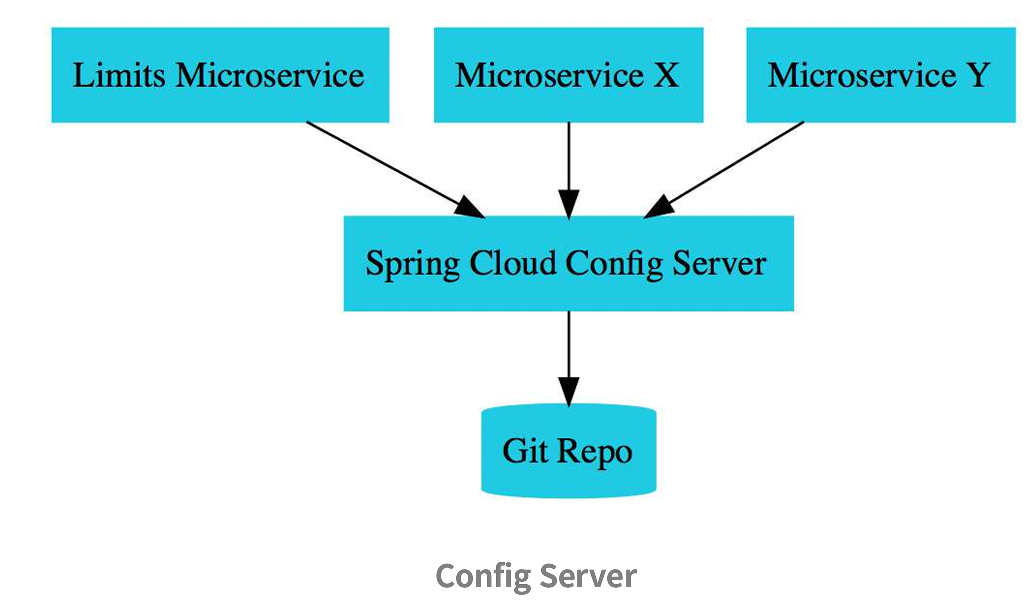 Limits Microservice
Microservice X
Microservice Y
Spring Cloud Config Server
Git Repo
Config Server